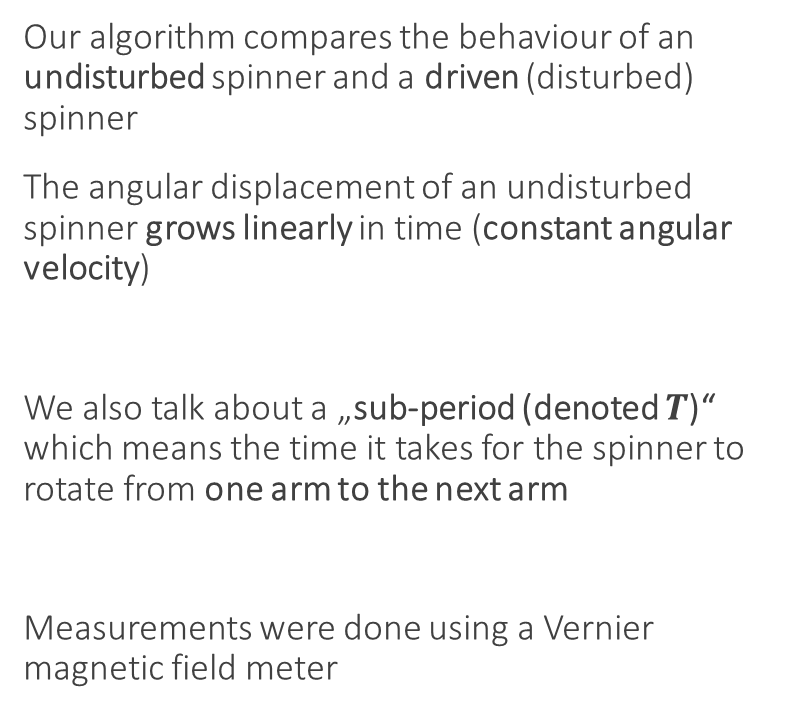 Our algorithm compares the behaviour of an
undisturbed spinner and a driven (disturbed)
spinner
The angular displacement of an undisturbed
spinner grows linearly in time (constant angular
velocity)
We also talk about a „sub-period (denoted T)“
which means the time it takes for the spinner to
rotate from one arm to the next arm
Measurements were done using a Vernier
magnetic field meter